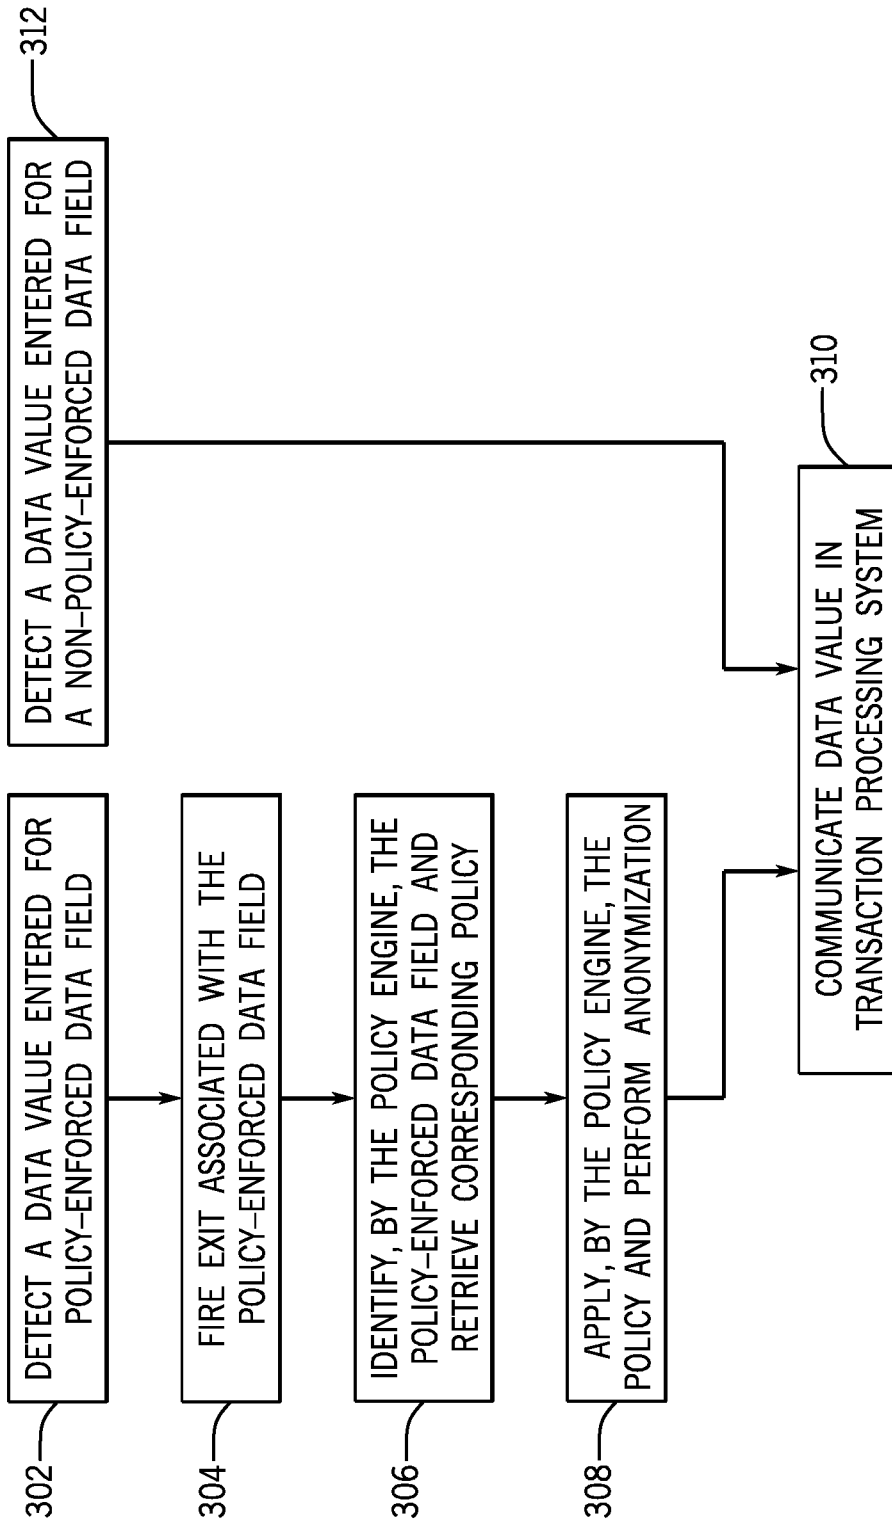 302
DETECT A DATA VALUE ENTERED FOR
POLICY–ENFORCED DATA FIELD
304
FIRE EXIT ASSOCIATED WITH THE
POLICY–ENFORCED DATA FIELD
306
IDENTIFY, BY THE POLICY ENGINE, THE
POLICY–ENFORCED DATA FIELD AND
RETRIEVE CORRESPONDING POLICY
308
APPLY, BY THE POLICY ENGINE, THE
POLICY AND PERFORM ANONYMIZATION
312
DETECT A DATA VALUE ENTERED FOR
A NON–POLICY–ENFORCED DATA FIELD
310
COMMUNICATE DATA VALUE IN
TRANSACTION PROCESSING SYSTEM